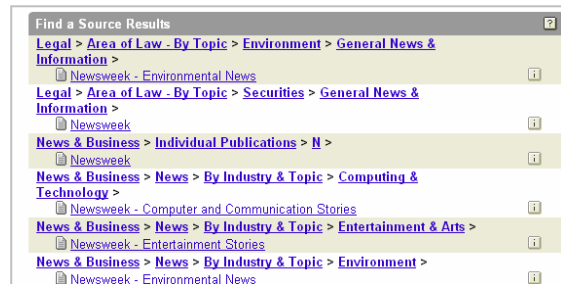 Find a Source Results ?
Legal > Area of Law - By Topic > Environment > General News &
Information >
Newsweek - Environmental News i
Legal > Area of Law - By Topic > Securities > General News &
Information >
Newsweek i
News & Business > Individual Publications > N >
Newsweek i
News & Business > News > By Industry & Topic > Computing &
Technology >
Newsweek - Computer and Communication Stories i
News & Business > News > By Industry & Topic > Entertainment & Arts >
Newsweek - Entertainment Stories i
News & Business > News > By Industry & Topic > Environment >
Newsweek - Environmental News i